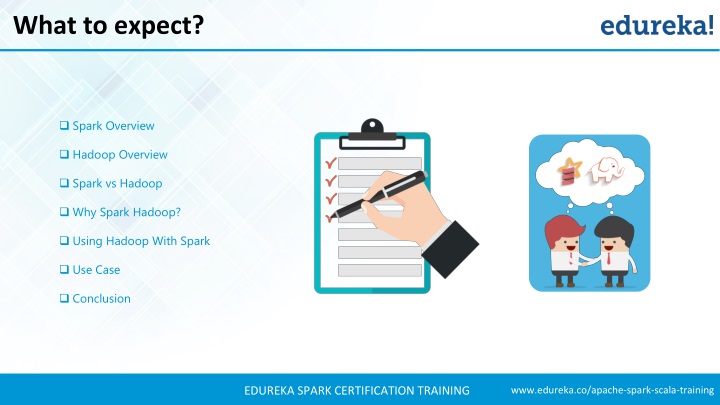 What to expect?
edureka!
Spark Overview
Hadoop Overview
Spark vs Hadoop
Why Spark Hadoop?
Using Hadoop With Spark
Use Case
Conclusion
EDUREKA SPARK CERTIFICATION TRAINING
www.edureka.co/apache-spark-scala-training